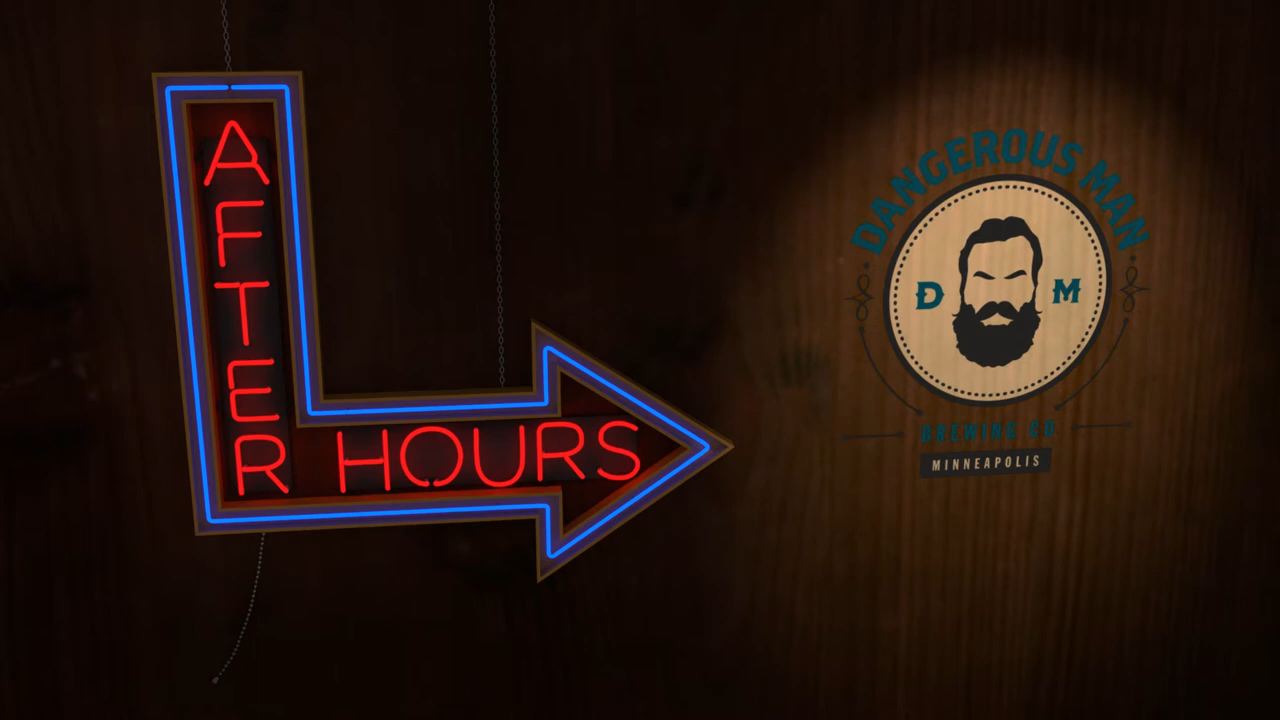 AFTER
HOURS
DANGEROUS MAN
D M
BREWING CO
MINNEAPOLIS